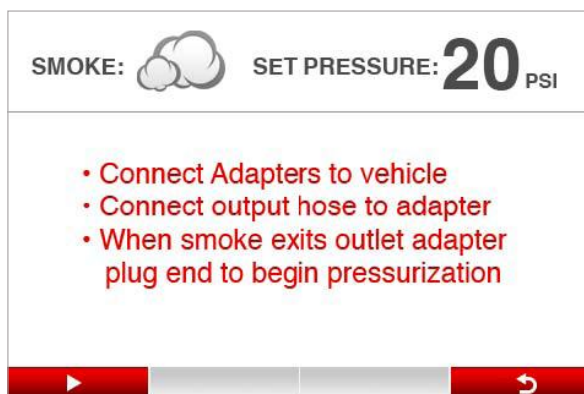 SMOKE: SET PRESSURE: 20 PSI
• Connect Adapters to vehicle
• Connect output hose to adapter
• When smoke exits outlet adapter
plug end to begin pressurization